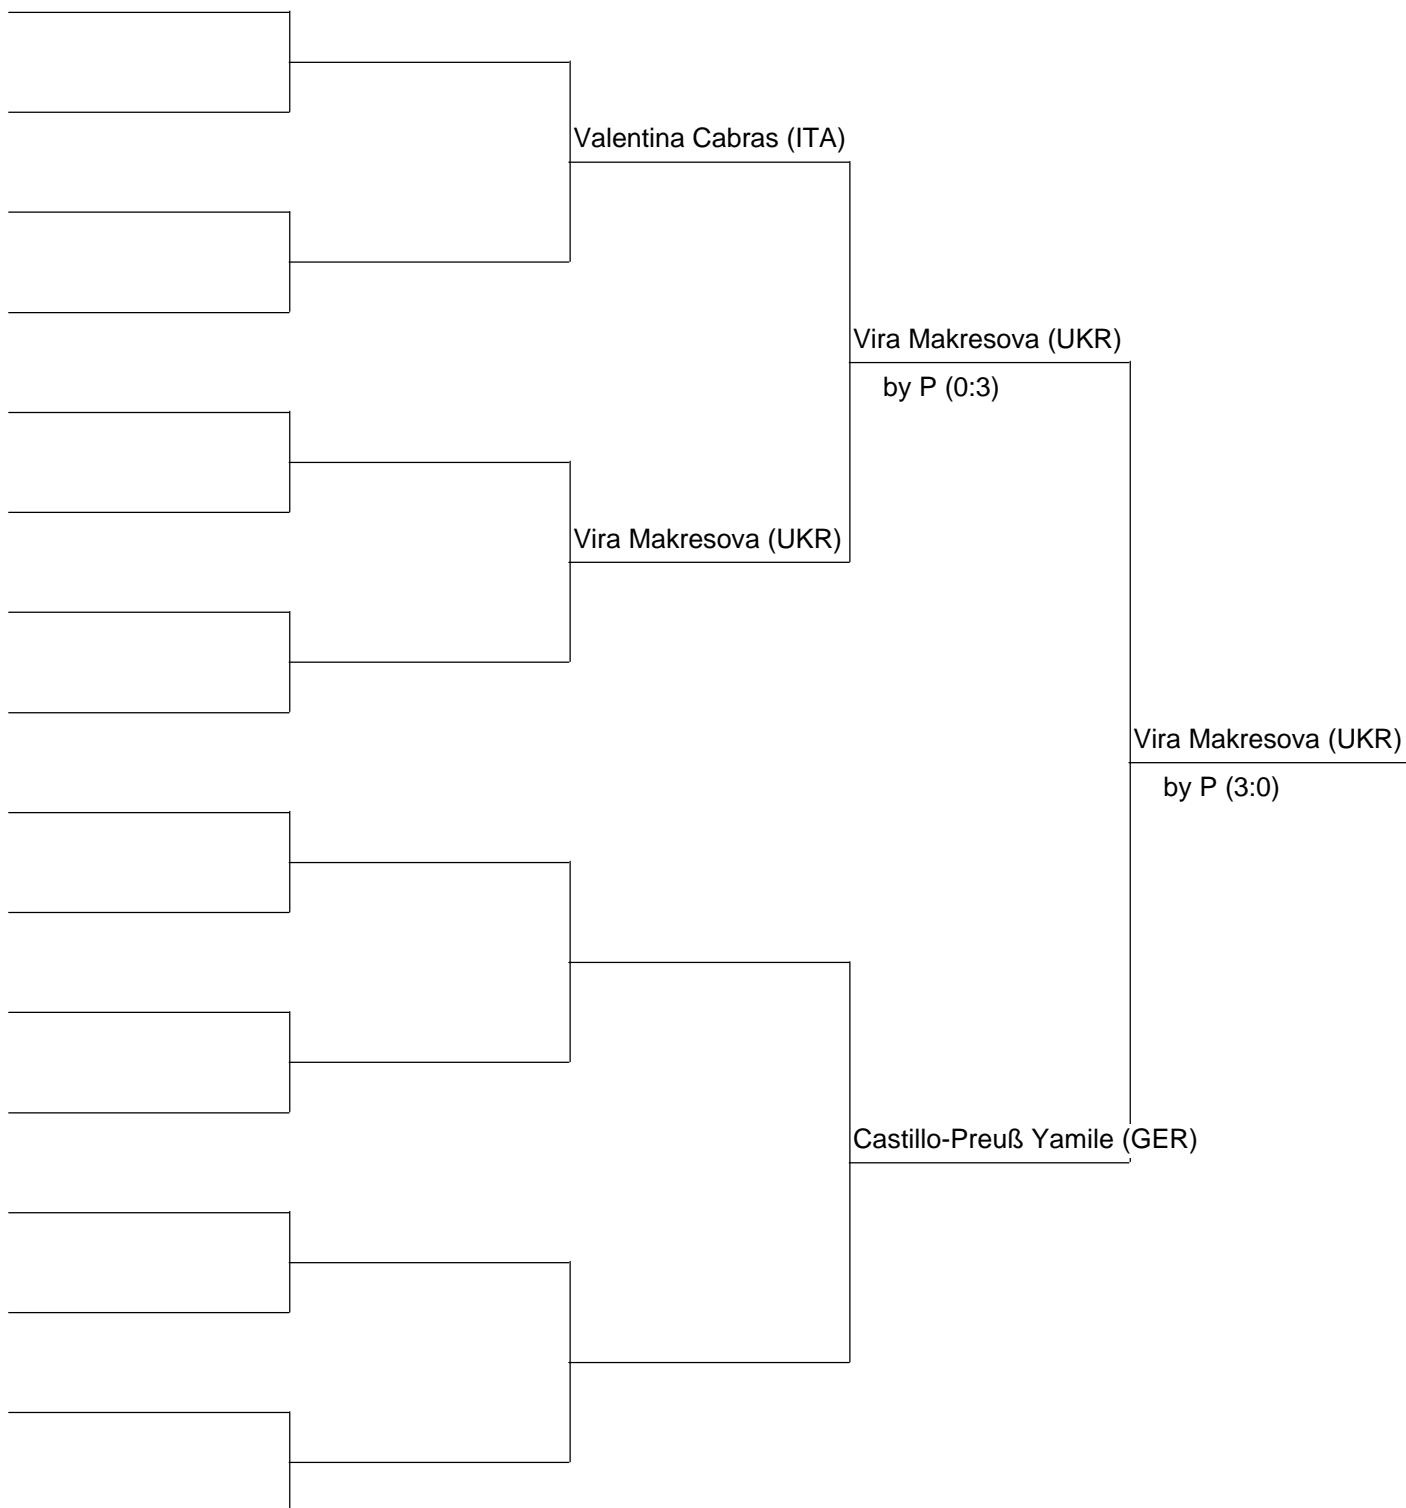 Valentina Cabras (ITA)
Vira Makresova (UKR)
by P (0:3)
Vira Makresova (UKR)
Vira Makresova (UKR)
by P (3:0)
Castillo-Preuß Yamile (GER)